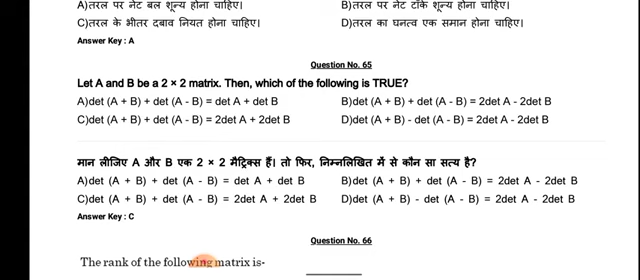 A)तरल पर नेट बल शून्य होना चाहिए। B)तरल पर नेट टॉर्क शून्य होना चाहिए।
C)तरल के भीतर दबाव नियत होना चाहिए। D)तरल का घनत्व एक समान होना चाहिए।
Answer Key : A
Question No. 65
Let A and B be a 2 × 2 matrix. Then, which of the following is TRUE?
A)det (A + B) + det (A - B) = det A + det B B)det (A + B) + det (A - B) = 2det A - 2det B
C)det (A + B) + det (A - B) = 2det A + 2det B D)det (A + B) - det (A - B) = 2det A - 2det B
मान लीजिए A और B एक 2 × 2 मैट्रिक्स हैं। तो फिर, निम्नलिखित में से कौन सा सत्य है?
A)det (A + B) + det (A - B) = det A + det B B)det (A + B) + det (A - B) = 2det A - 2det B
C)det (A + B) + det (A - B) = 2det A + 2det B D)det (A + B) - det (A - B) = 2det A - 2det B
Answer Key : C
Question No. 66
The rank of the following matrix is-